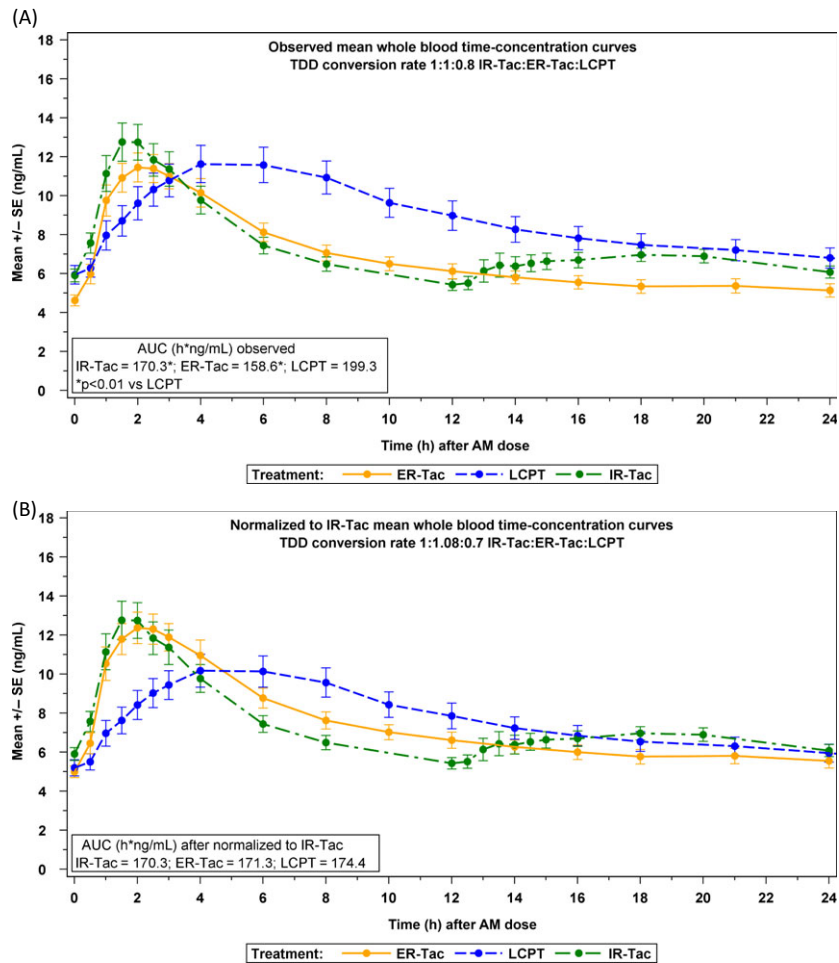 (A)
Observed mean whole blood time-concentration curves
TDD conversion rate 1:1:0.8 IR-Tac:ER-Tac:LCPT
18
16
14
12
10
8
6
4
2
0
Mean +/− SE (ng/mL)
AUC (h*ng/mL) observed
IR-Tac = 170.3*; ER-Tac = 158.6*; LCPT = 199.3
*p<0.01 vs LCPT
0 2 4 6 8 10 12 14 16 18 20 22 24
Time (h) after AM dose
Treatment: ER-Tac LCPT IR-Tac
(B)
Normalized to IR-Tac mean whole blood time-concentration curves
TDD conversion rate 1:1.08:0.7 IR-Tac:ER-Tac:LCPT
18
16
14
12
10
8
6
4
2
0
Mean +/− SE (ng/mL)
AUC (h*ng/mL) after normalized to IR-Tac
IR-Tac = 170.3; ER-Tac = 171.3; LCPT = 174.4
0 2 4 6 8 10 12 14 16 18 20 22 24
Time (h) after AM dose
Treatment: ER-Tac LCPT IR-Tac